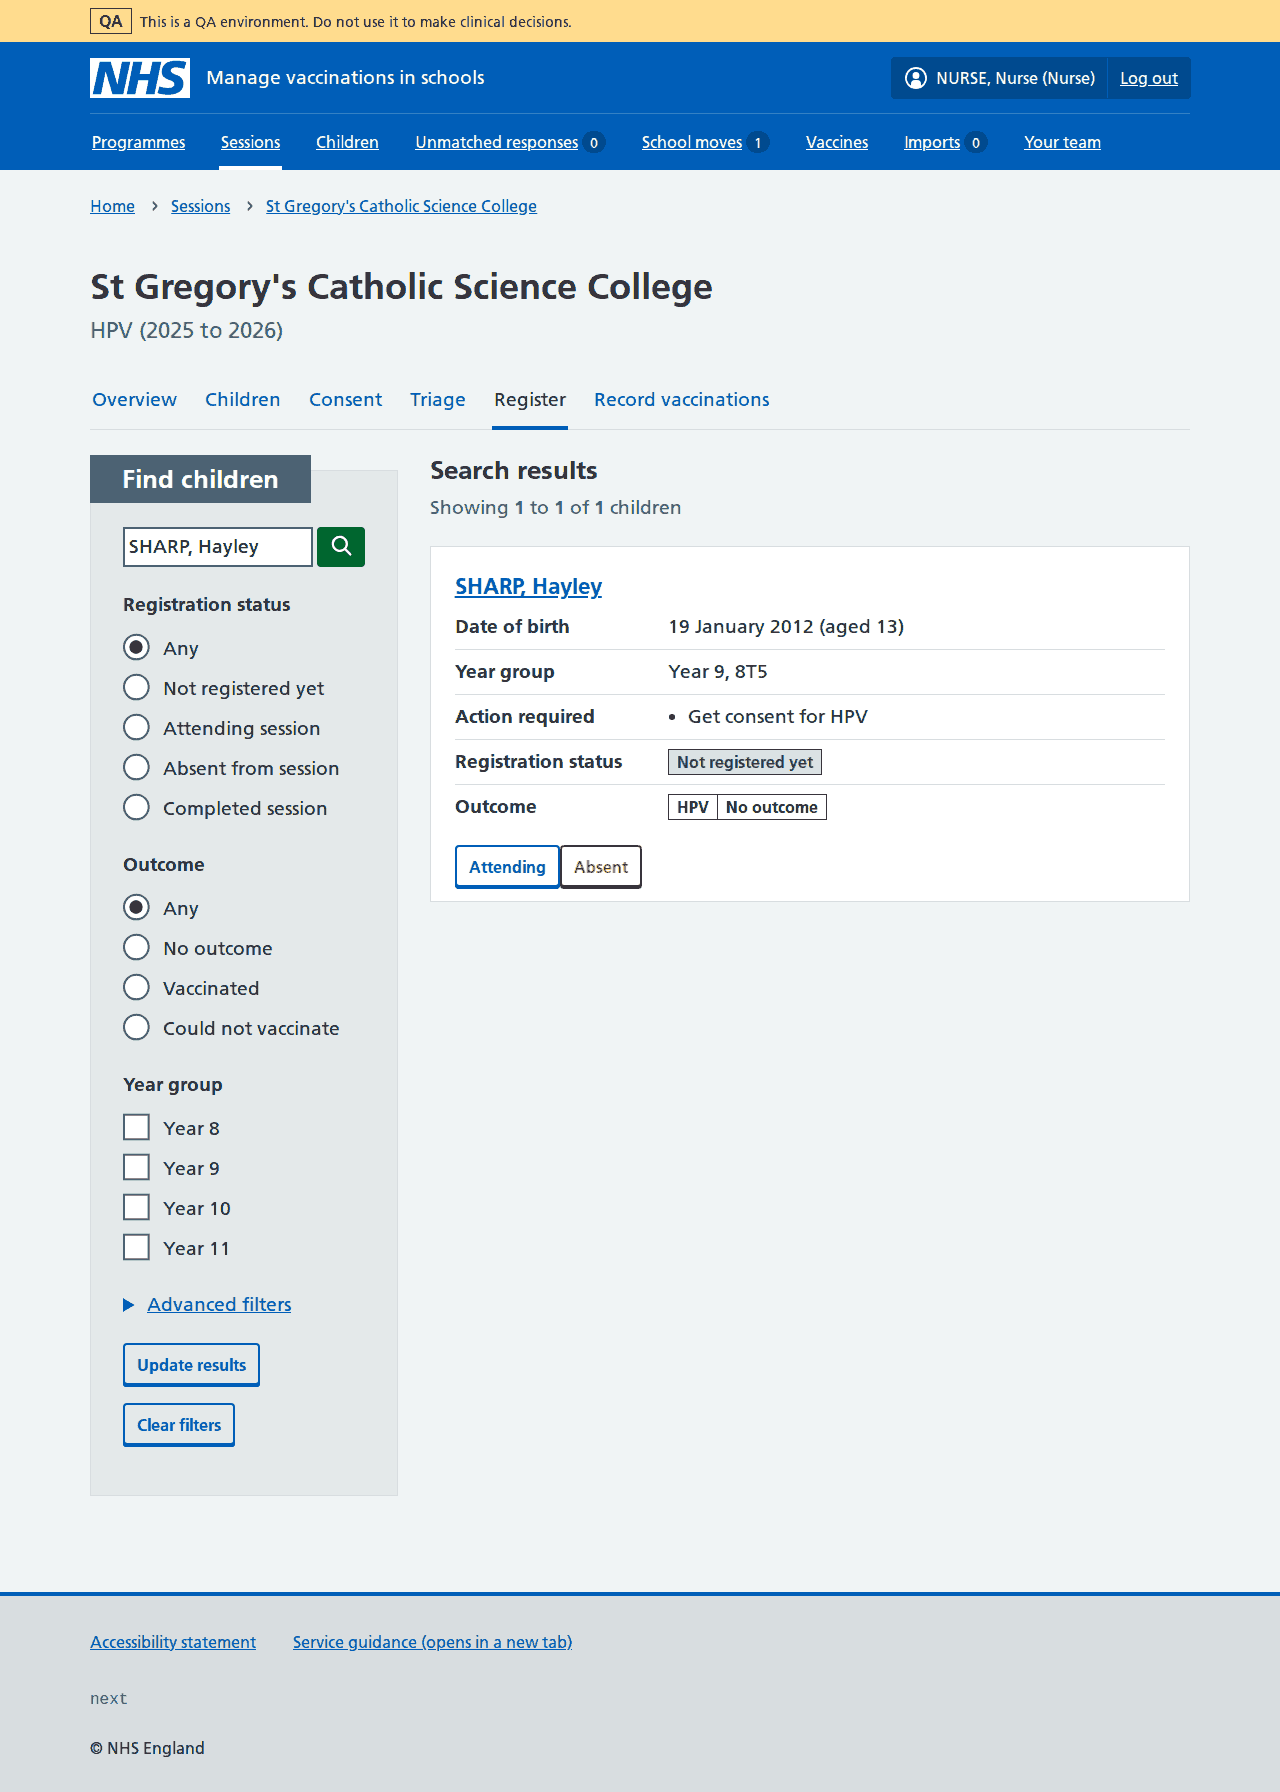 QA This is a QA environment. Do not use it to make clinical decisions.
NHS Manage vaccinations in schools NURSE, Nurse (Nurse) Log out
Programmes Sessions Children Unmatched responses 0 School moves 1 Vaccines Imports 0 Your team
Home Sessions St Gregory's Catholic Science College
St Gregory's Catholic Science College
HPV (2025 to 2026)
Overview Children Consent Triage Register Record vaccinations
Find children
SHARP, Hayley
Registration status
Any
Not registered yet
Attending session
Absent from session
Completed session
Outcome
Any
No outcome
Vaccinated
Could not vaccinate
Year group
Year 8
Year 9
Year 10
Year 11
Advanced filters
Update results
Clear filters
Search results
Showing 1 to 1 of 1 children
SHARP, Hayley
Date of birth 19 January 2012 (aged 13)
Year group Year 9, 8T5
Action required • Get consent for HPV
Registration status Not registered yet
Outcome HPV No outcome
Attending Absent
Accessibility statement Service guidance (opens in a new tab)
next
© NHS England